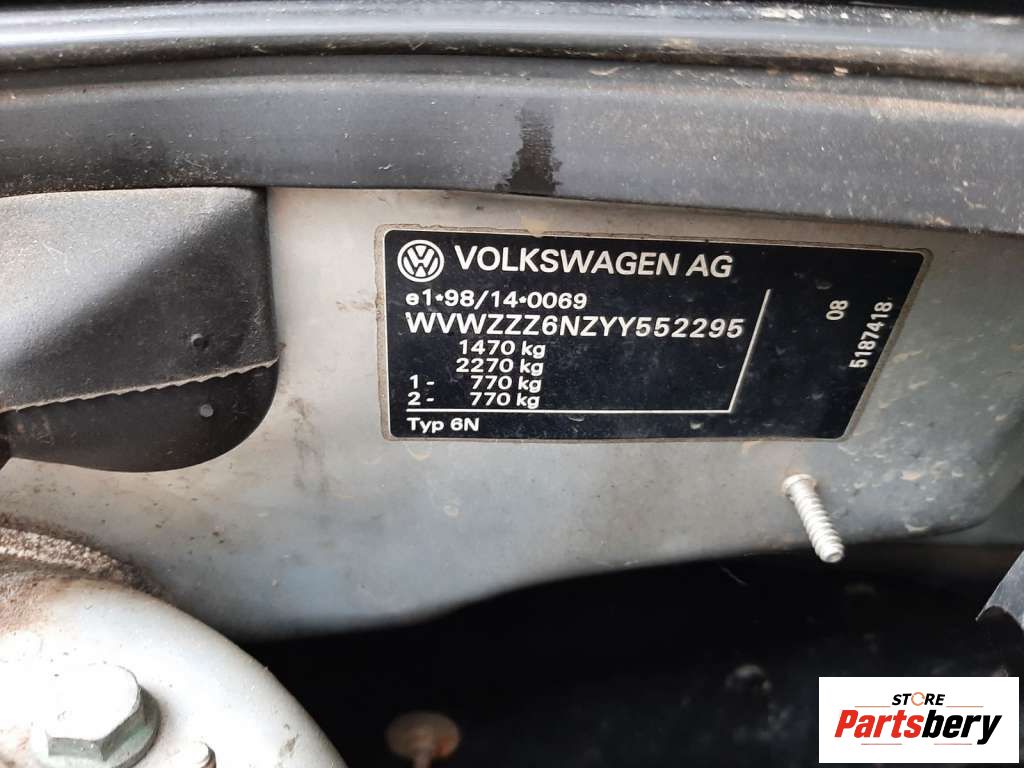 VOLKSWAGEN AG
e1•98/14•0069
WVWZZZ6NZYY552295
1470 kg
2270 kg
1 - 770 kg
2 - 770 kg
Typ 6N
08
5187418
STORE
Partsbery